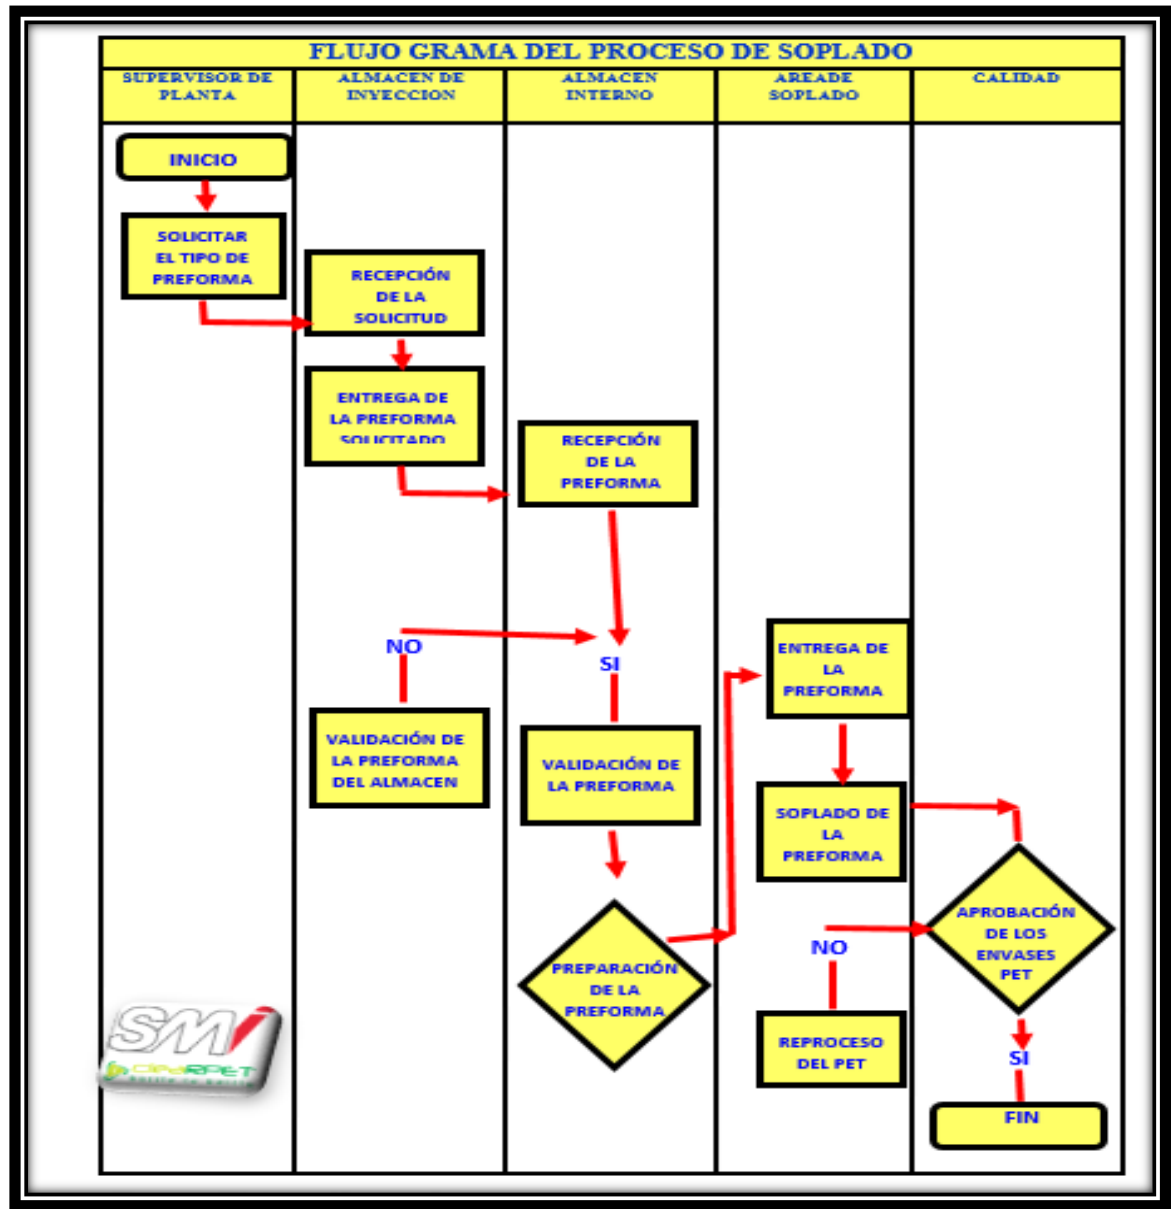 FLUJO GRAMA DEL PROCESO DE SOPLADO
SUPERVISOR DE
PLANTA
ALMACEN DE
INYECCION
ALMACEN
INTERNO
AREADE
SOPLADO
CALIDAD
INICIO
SOLICITAR
EL TIPO DE
PREFORMA
RECEPCIÓN
DE LA
SOLICITUD
ENTREGA DE
LA PREFORMA
SOLICITADO
RECEPCIÓN
DE LA
PREFORMA
NO
SI
VALIDACIÓN DE
LA PREFORMA
DEL ALMACEN
VALIDACIÓN DE
LA PREFORMA
PREPARACIÓN
DE LA
PREFORMA
ENTREGA DE
LA
PREFORMA
SOPLADO DE
LA
PREFORMA
APROBACIÓN
DE LOS
ENVASES
PET
NO
REPROCESO
DEL PET
SI
FIN
SMI